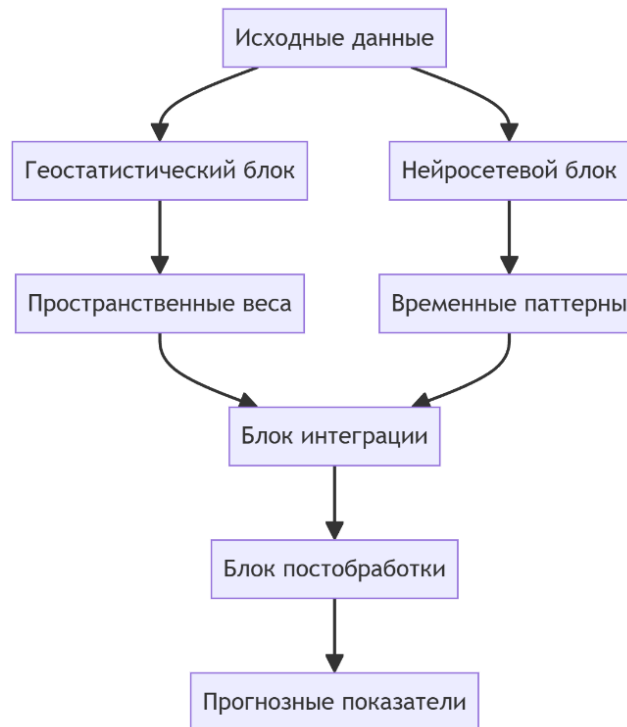 Исходные данные
Геостатистический блок
Нейросетевой блок
Пространственные веса
Временные паттерны
Блок интеграции
Блок постобработки
Прогнозные показатели